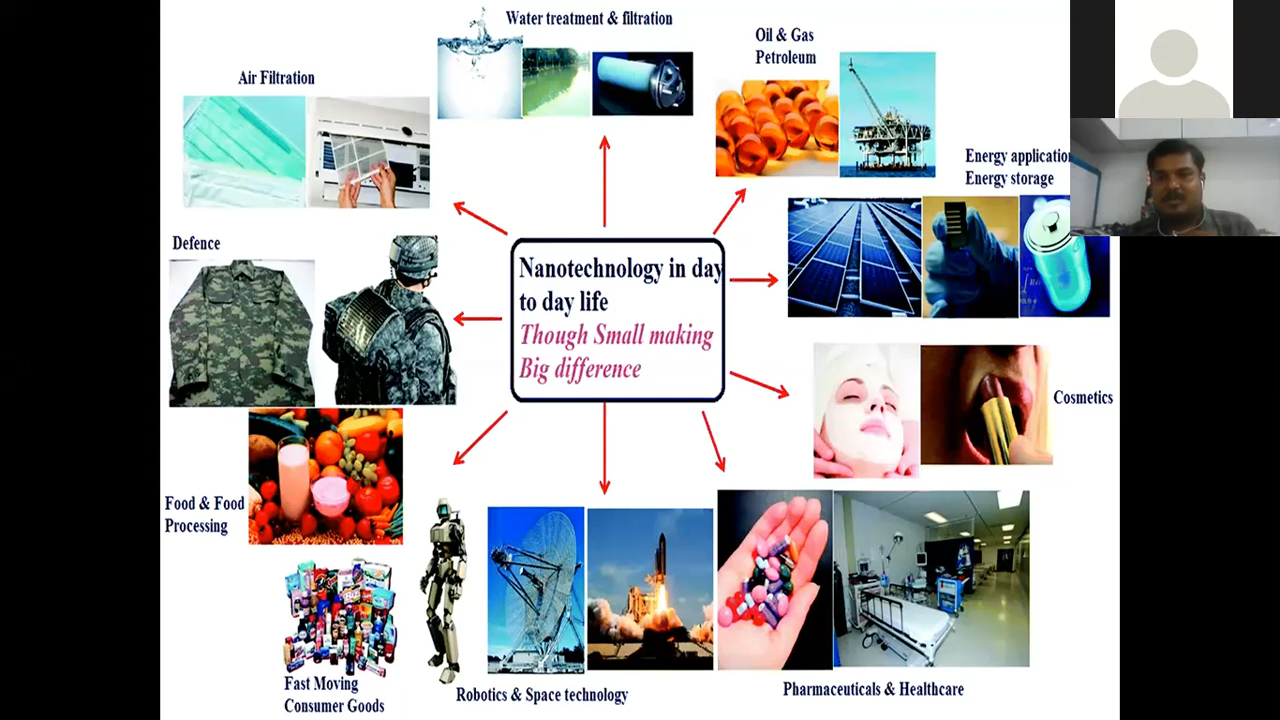 Water treatment & filtration
Oil & Gas
Petroleum
Air Filtration
Energy applicatio
Energy storage
Defence
Nanotechnology in day
to day life
Though Small making
Big difference
Cosmetics
Food & Food
Processing
Fast Moving
Consumer Goods
Robotics & Space technology
Pharmaceuticals & Healthcare